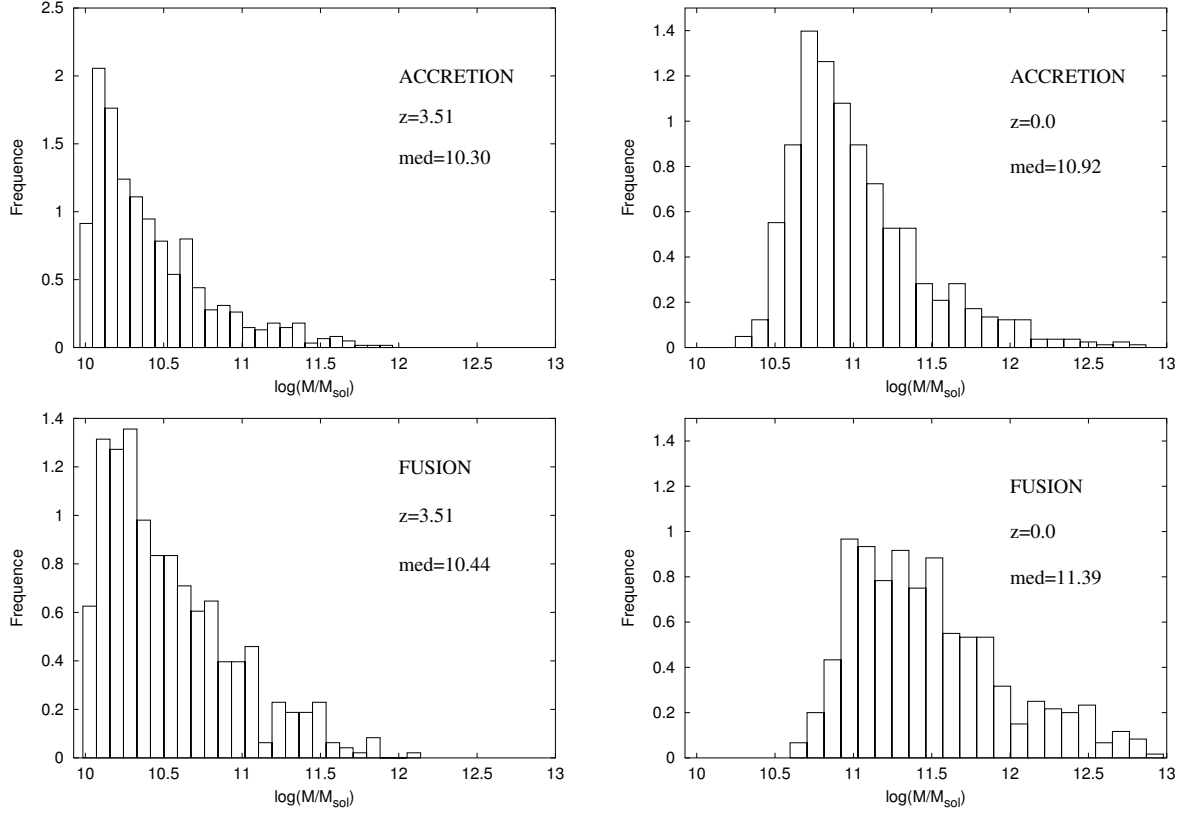 2.5
2
1.5
1
0.5
0
Frequence
10 10.5 11 11.5 12 12.5 13
log(M/M_sol)
ACCRETION
z=3.51
med=10.30
1.4
1.2
1
0.8
0.6
0.4
0.2
0
Frequence
10 10.5 11 11.5 12 12.5 13
log(M/M_sol)
ACCRETION
z=0.0
med=10.92
1.4
1.2
1
0.8
0.6
0.4
0.2
0
Frequence
10 10.5 11 11.5 12 12.5 13
log(M/M_sol)
FUSION
z=3.51
med=10.44
1.4
1.2
1
0.8
0.6
0.4
0.2
0
Frequence
10 10.5 11 11.5 12 12.5 13
log(M/M_sol)
FUSION
z=0.0
med=11.39